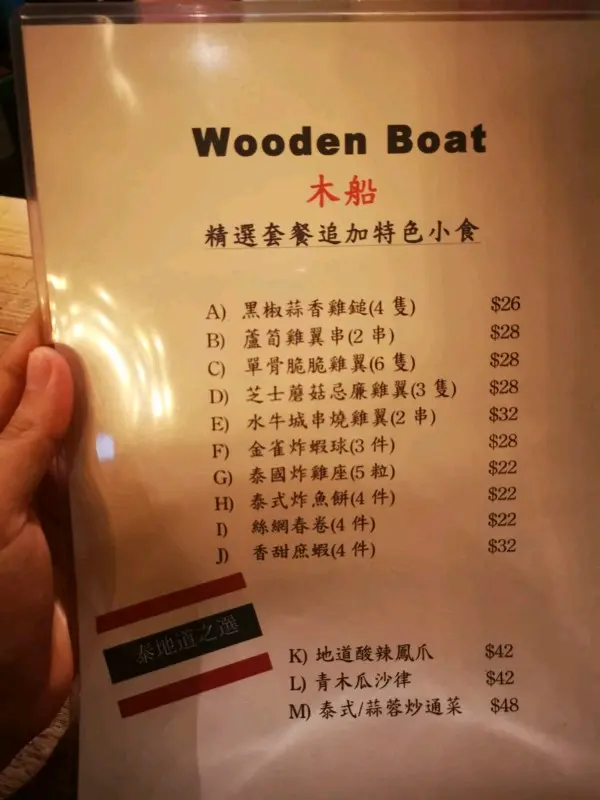 Wooden Boat
木船
精選套餐追加特色小食
A) 黑椒蒜香雞鎚(4 隻) $26
B) 蘆筍雞翼串(2 串) $28
C) 單骨脆脆雞翼(6 隻) $28
D) 芝士蘑菇忌廉雞翼(3 隻) $28
E) 水牛城串燒雞翼(2 串) $32
F) 金雀炸蝦球(3 件) $28
G) 泰國炸雞座(5 粒) $22
H) 泰式炸魚餅(4 件) $22
I) 絲網春卷(4 件) $22
J) 香甜庶蝦(4 件) $32
泰地道之選
K) 地道酸辣鳳爪 $42
L) 青木瓜沙律 $42
M) 泰式/蒜蓉炒通菜 $48